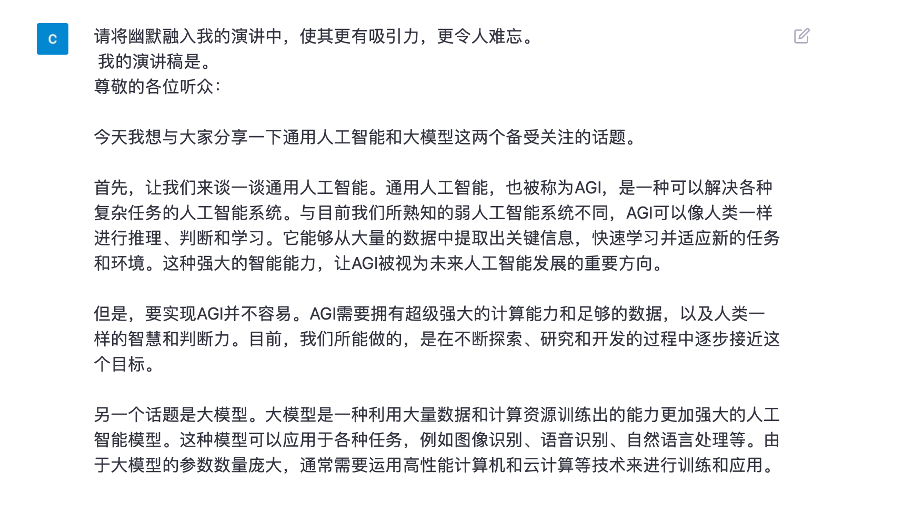 C
请将幽默融入我的演讲中，使其更有吸引力，更令人难忘。
我的演讲稿是。
尊敬的各位听众：
今天我想与大家分享一下通用人工智能和大模型这两个备受关注的话题。
首先，让我们来谈一谈通用人工智能。通用人工智能，也被称为AGI，是一种可以解决各种
复杂任务的人工智能系统。与目前我们所熟知的弱人工智能系统不同，AGI可以像人类一样
进行推理、判断和学习。它能够从大量的数据中提取出关键信息，快速学习并适应新的任务
和环境。这种强大的智能能力，让AGI被视为未来人工智能发展的重要方向。
但是，要实现AGI并不容易。AGI需要拥有超级强大的计算能力和足够的数据，以及人类一
样的智慧和判断力。目前，我们所能做的，是在不断探索、研究和开发的过程中逐步接近这
个目标。
另一个话题是大模型。大模型是一种利用大量数据和计算资源训练出的能力更加强大的人工
智能模型。这种模型可以应用于各种任务，例如图像识别、语音识别、自然语言处理等。由
于大模型的参数数量庞大，通常需要运用高性能计算机和云计算等技术来进行训练和应用。